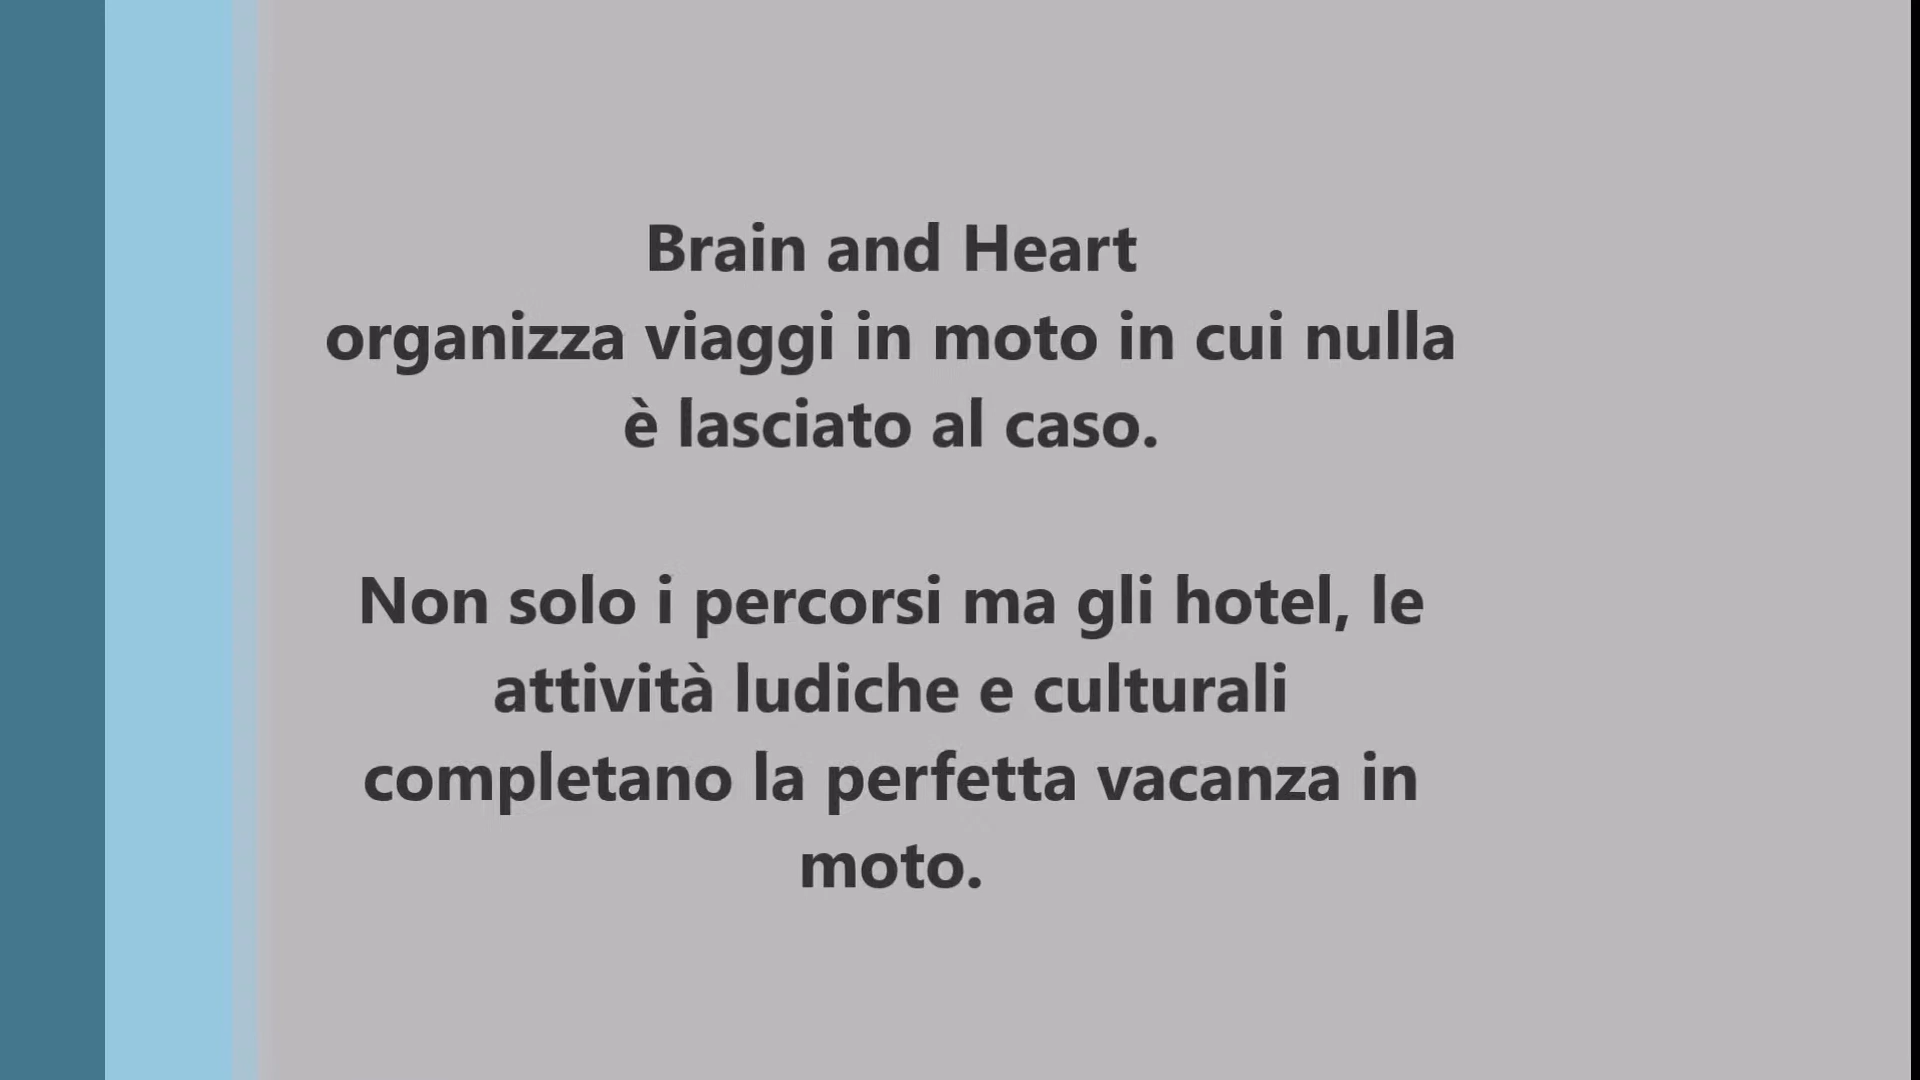 Brain and Heart
organizza viaggi in moto in cui nulla
è lasciato al caso.
Non solo i percorsi ma gli hotel, le
attività ludiche e culturali
completano la perfetta vacanza in
moto.